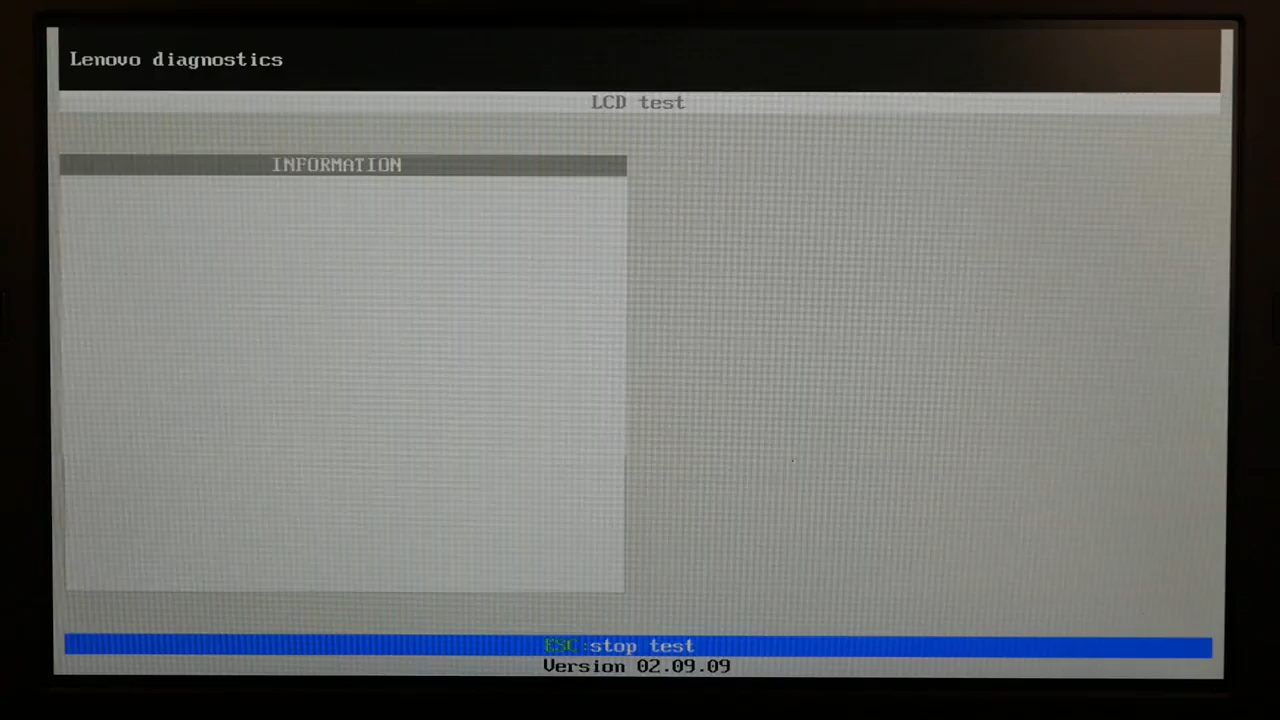 Lenovo diagnostics
LCD test
INFORMATION
ESC:stop test
Version 02.09.09